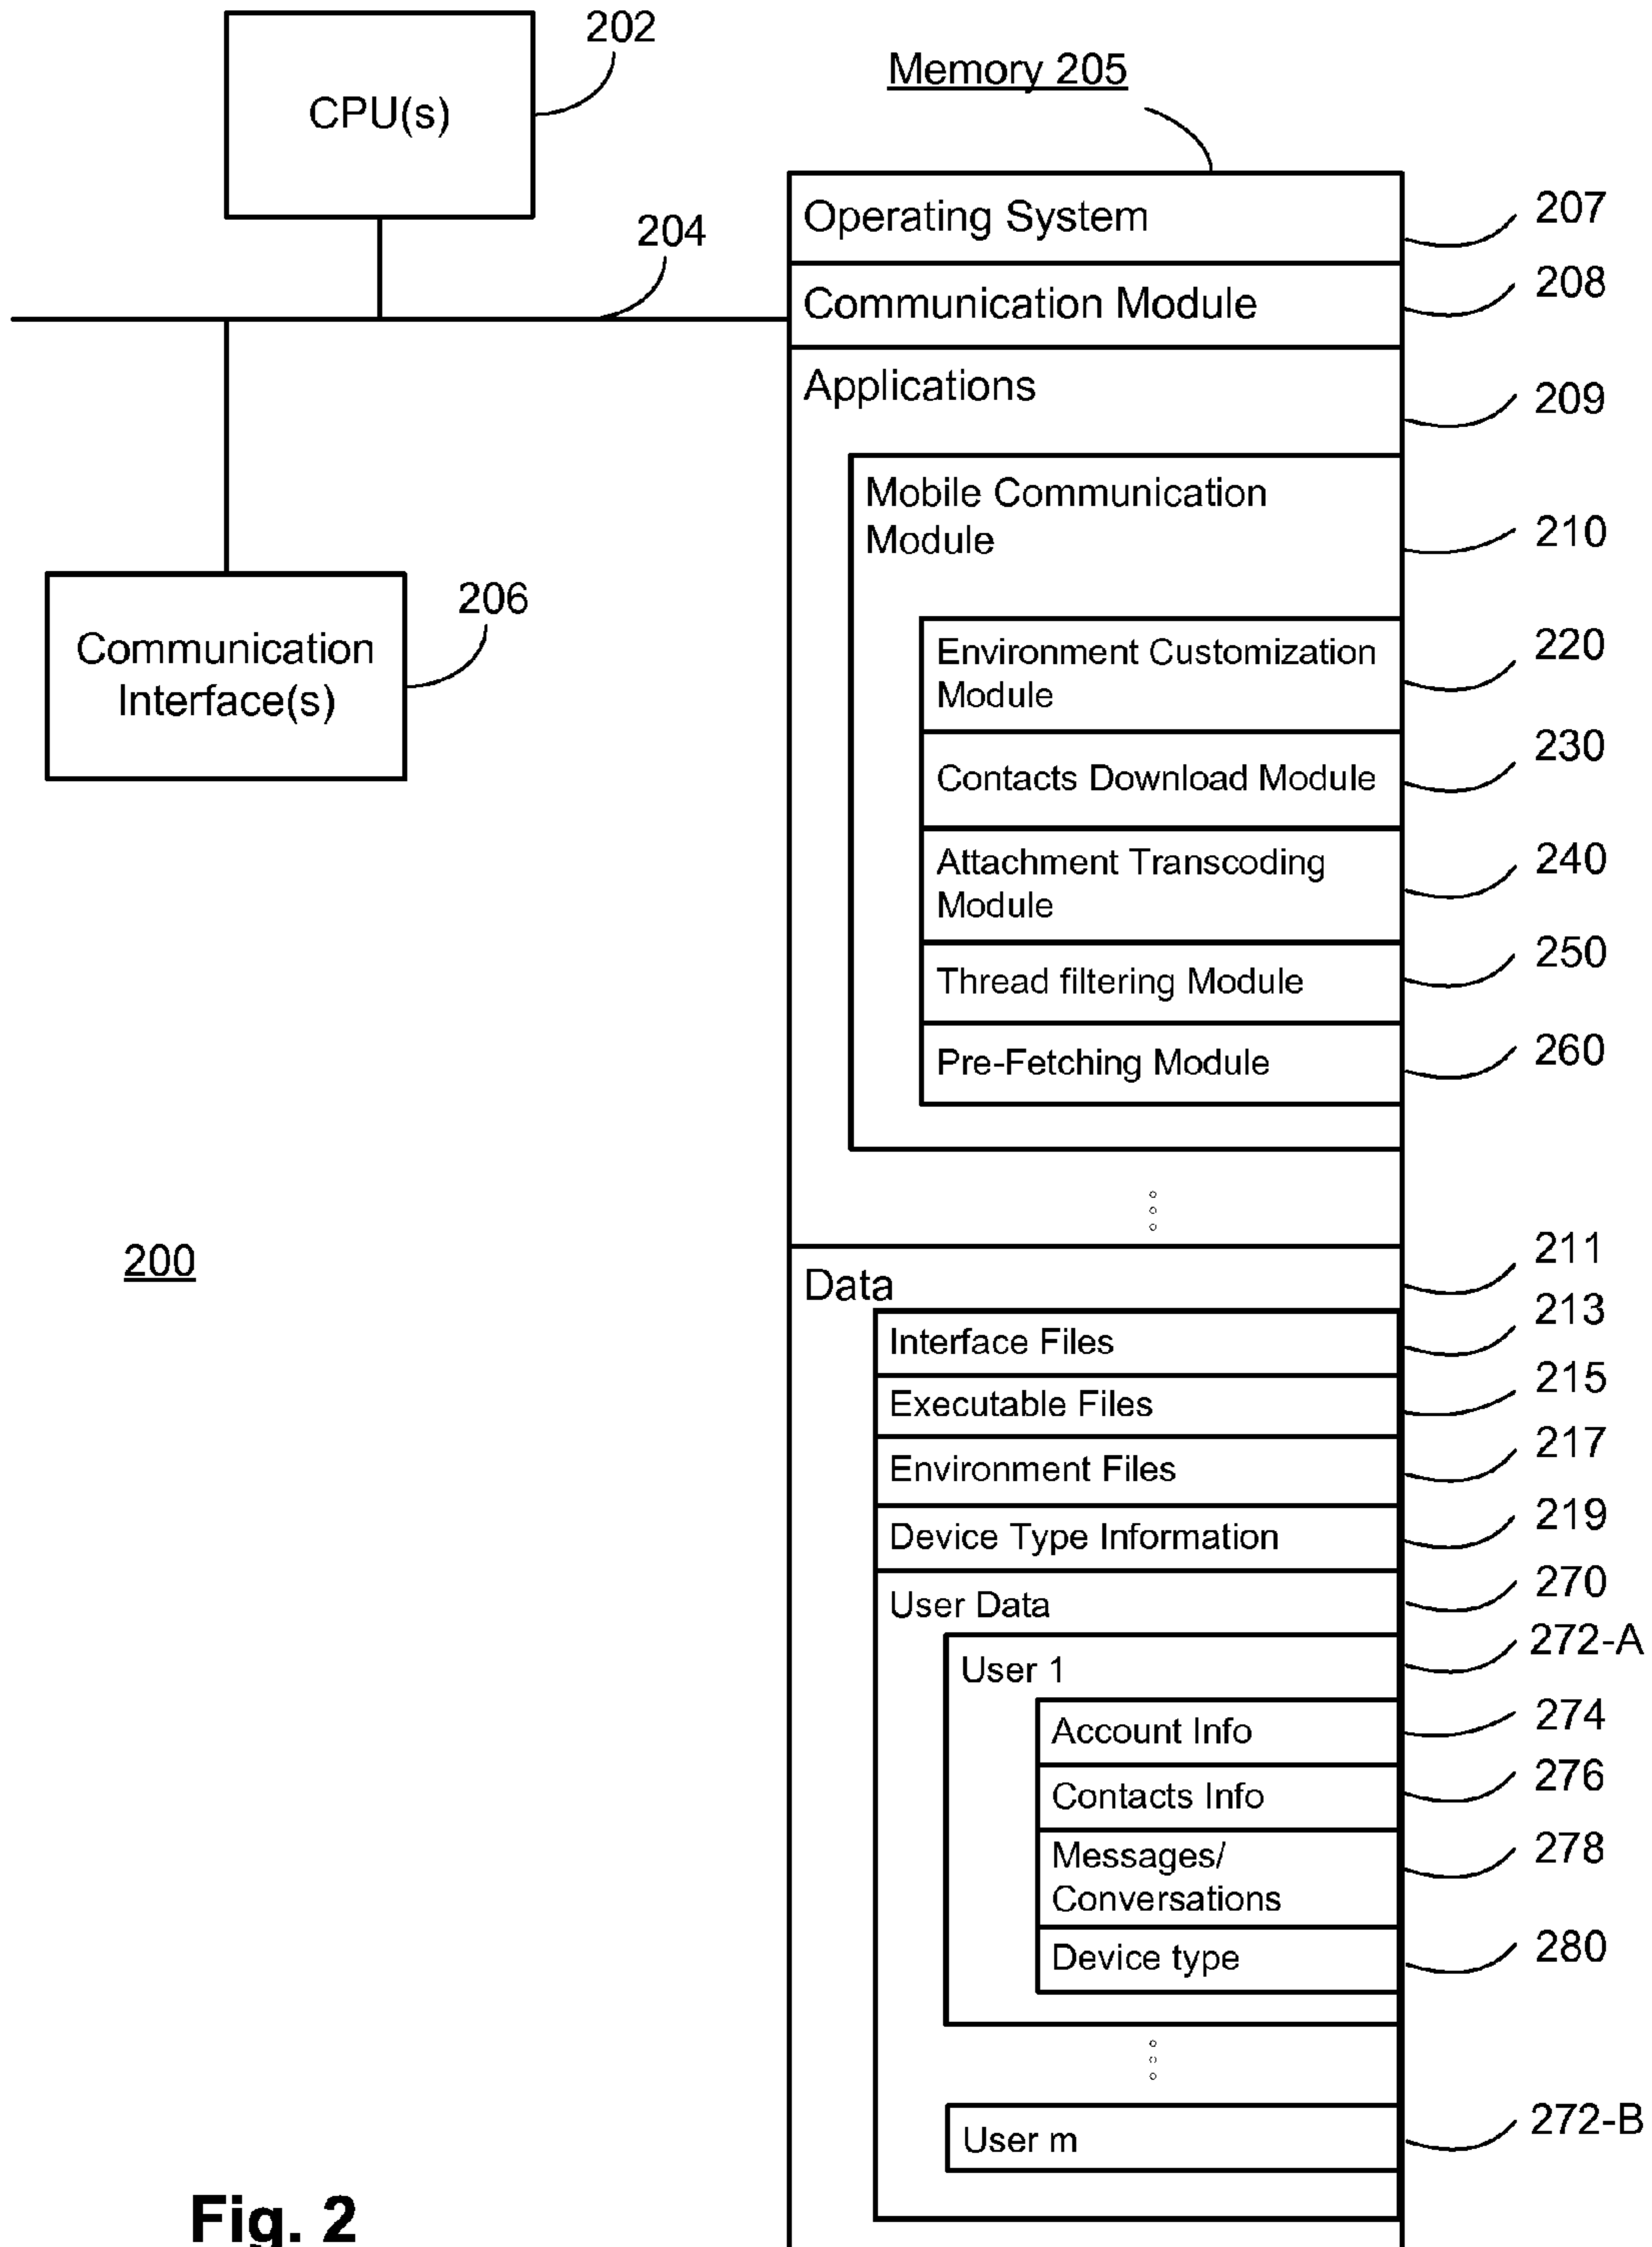 CPU(s)
202
Memory 205
204
Communication
Interface(s)
206
Operating System
207
Communication Module
208
Applications
209
Mobile Communication
Module
210
Environment Customization
Module
220
Contacts Download Module
230
Attachment Transcoding
Module
240
Thread filtering Module
250
Pre-Fetching Module
260
200
Data
211
Interface Files
213
Executable Files
215
Environment Files
217
Device Type Information
219
User Data
270
User 1
272-A
Account Info
274
Contacts Info
276
Messages/
Conversations
278
Device type
280
User m
272-B
Fig. 2